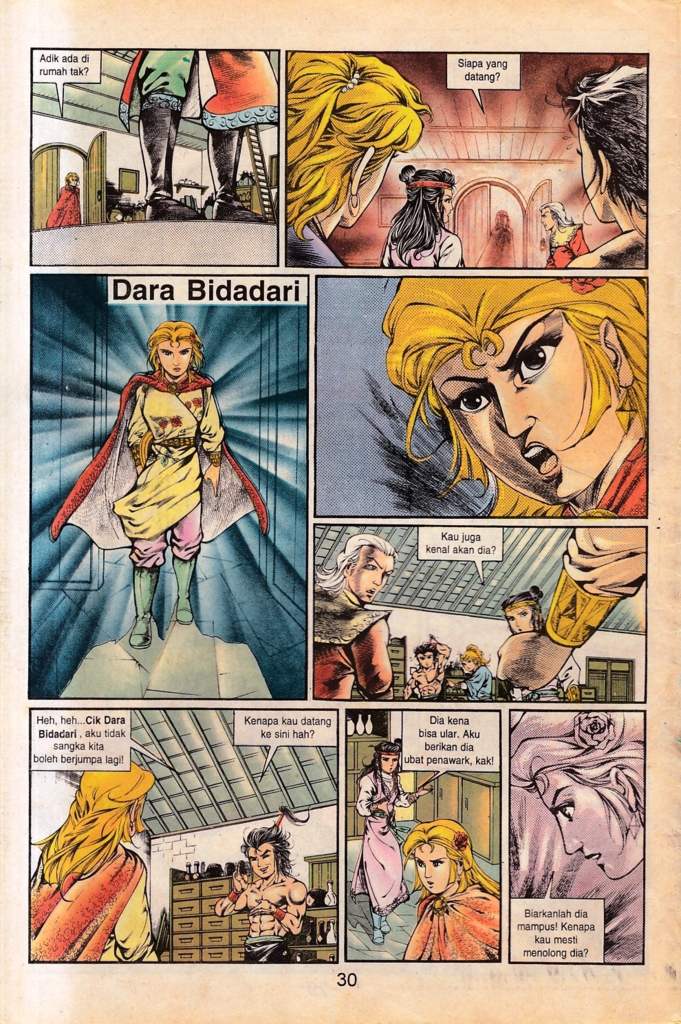 Adik ada di
rumah tak?
Siapa yang
datang?
Dara Bidadari
Kau juga
kenal akan dia?
Heh, heh...Cik Dara
Bidadari , aku tidak
sangka kita
boleh berjumpa lagi!
Kenapa kau datang
ke sini hah?
Dia kena
bisa ular. Aku
berikan dia
ubat penawark, kak!
Biarkanlah dia
mampus! Kenapa
kau mesti
menolong dia?
30